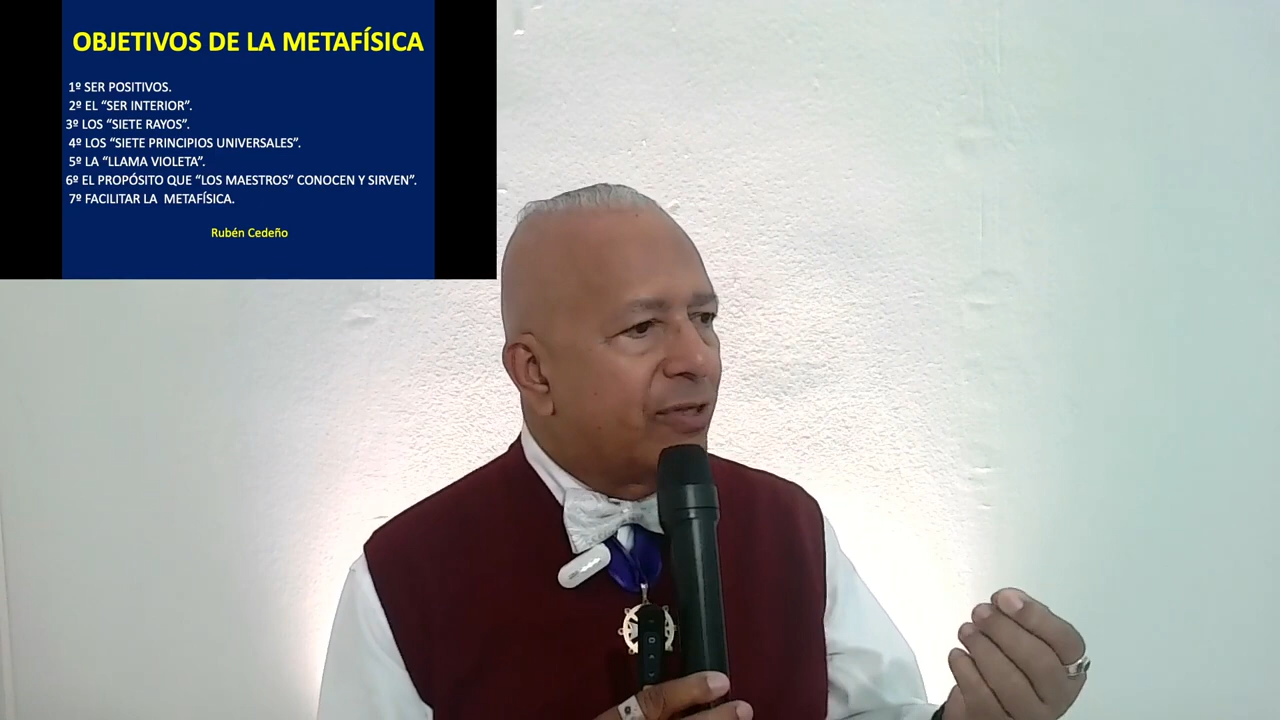 OBJETIVOS DE LA METAFÍSICA
1º SER POSITIVOS.
2º EL “SER INTERIOR”.
3º LOS “SIETE RAYOS”.
4º LOS “SIETE PRINCIPIOS UNIVERSALES”.
5º LA “LLAMA VIOLETA”.
6º EL PROPÓSITO QUE “LOS MAESTROS” CONOCEN Y SIRVEN”.
7º FACILITAR LA METAFÍSICA.
Rubén Cedeño